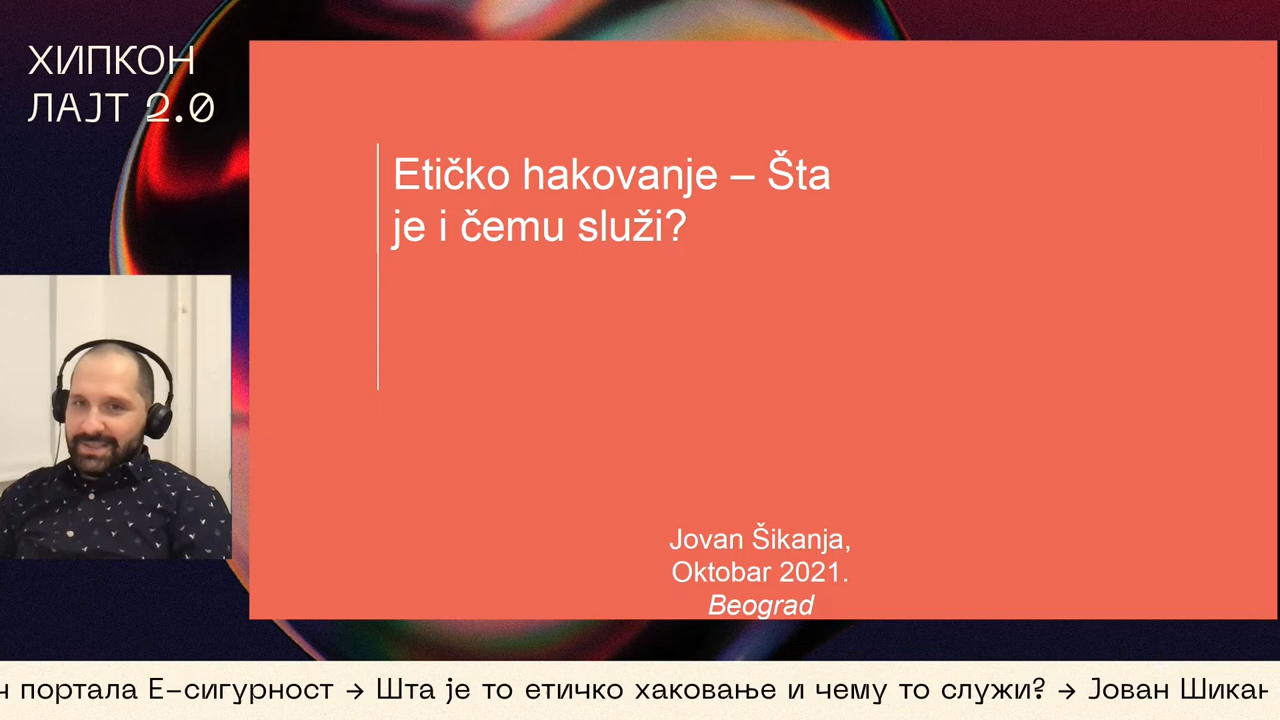 ХИПКОН
ЛАЈТ 2.0
Etičko hakovanje – Šta
je i čemu služi?
Jovan Šikanja,
Oktobar 2021.
Beograd
портала Е-сигурност → Шта је то етичко хаковање и чему то служи? → Јован